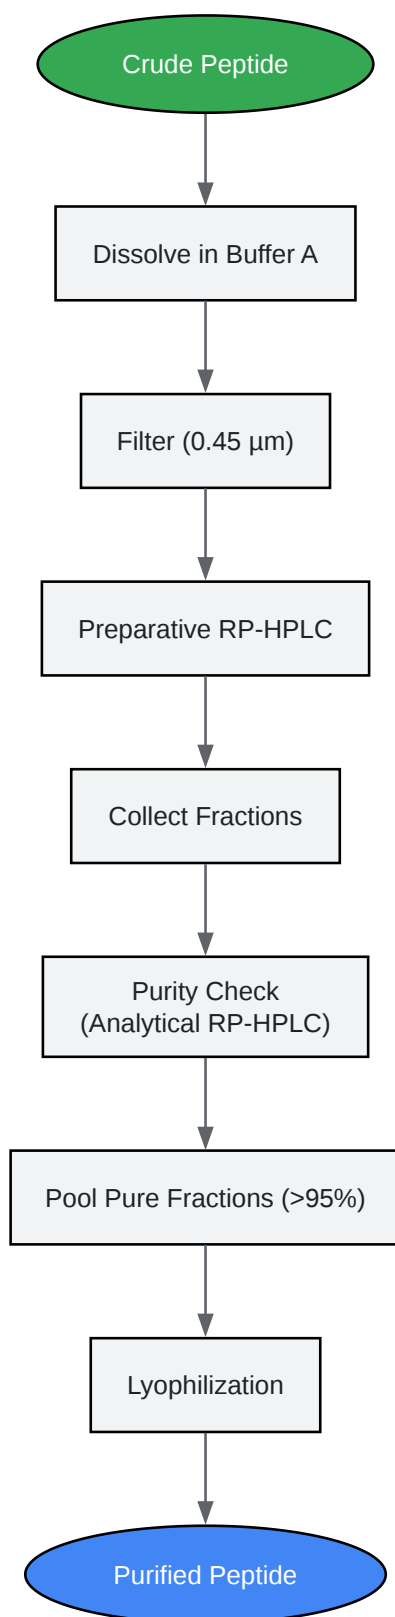 Crude Peptide
Dissolve in Buffer A
Filter (0.45 µm)
Preparative RP-HPLC
Collect Fractions
Purity Check
(Analytical RP-HPLC)
Pool Pure Fractions (>95%)
Lyophilization
Purified Peptide